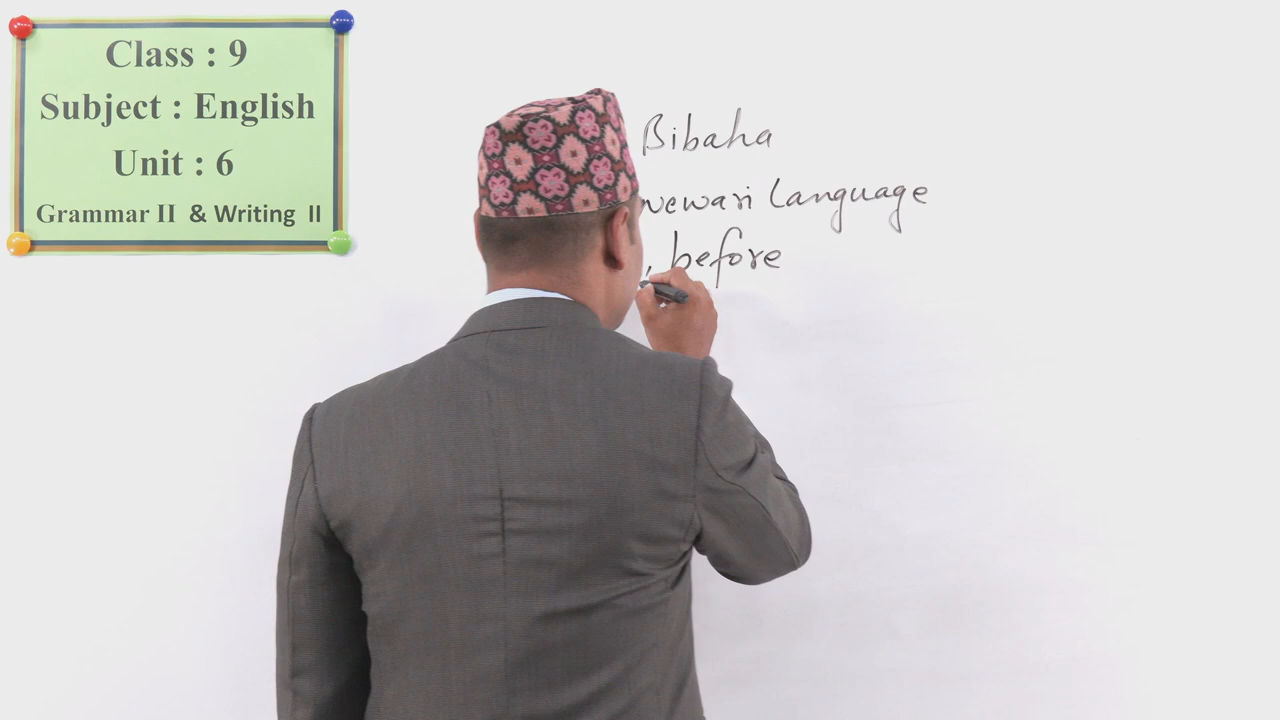 Class : 9
Subject : English
Unit : 6
Grammar II & Writing II
Bibaha
newari language
, before